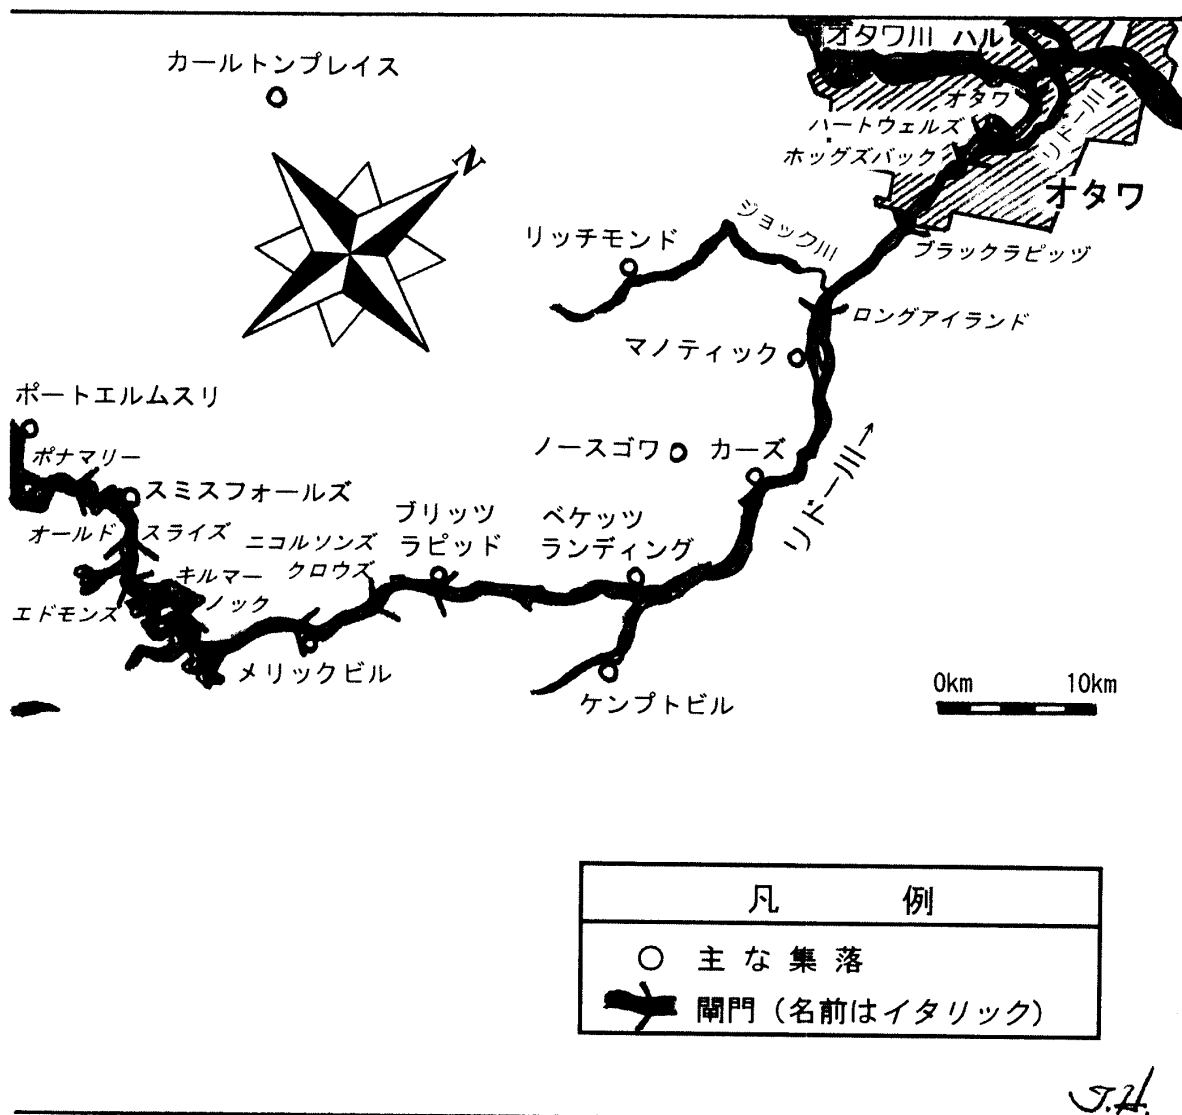 オタワ川 ハル
カールトンプレイス
オタワ
ハートウェルズ
リドー川
ホッグズバック
N
オタワ
ジョック川
リッチモンド
ブラックラピッヅ
ロングアイランド
マノティック
ポートエルムスリ
ノースゴワ
カーズ
リドー川→
ポナマリー
スミスフォールズ
オールド スライズ
ニコルソンズ
クロウズ
ブリッツ
ラピッド
ベケッツ
ランディング
キルマー
ノック
エドモンズ
メリックビル
ケンプトビル
0km 10km
凡例
主な集落
閘門（名前はイタリック）
J.H.